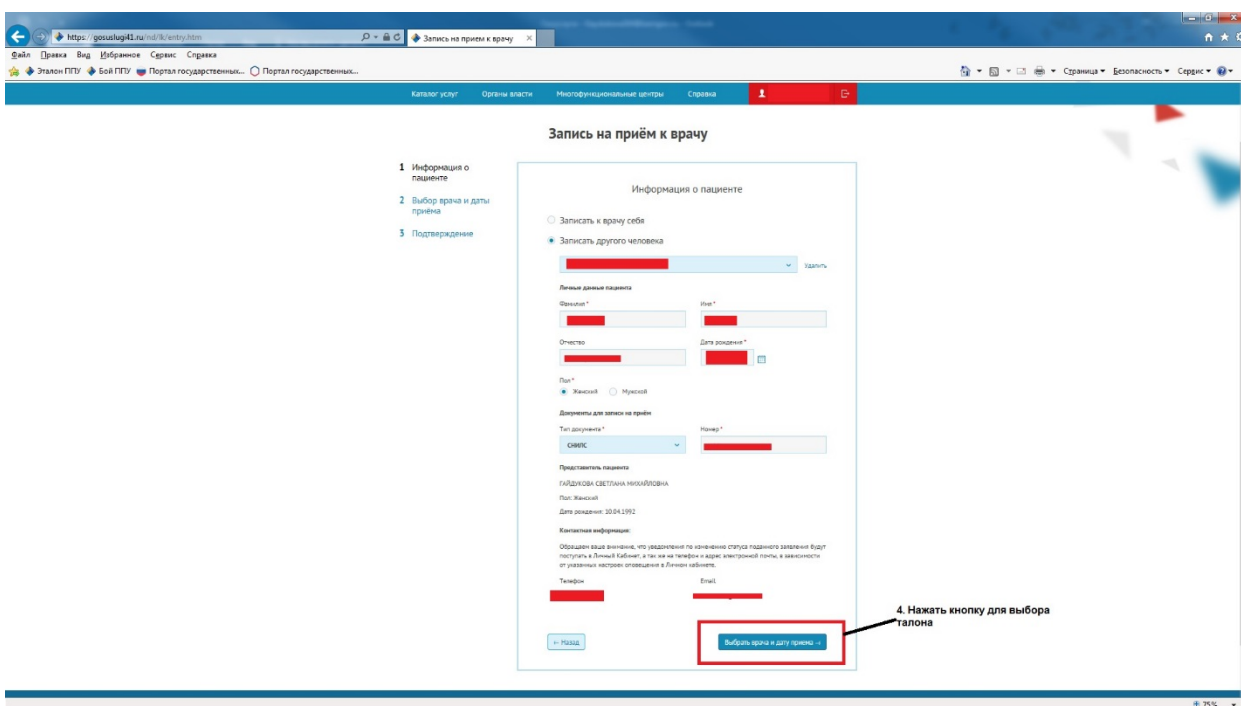 https://gosuslugi41.ru/nd/lk/entry.htm
Запись на прием к врачу
Файл Правка Вид Избранное Сервис Справка
Эталон ППУ Бой ППУ Портал государственных... Портал государственных...
Страница Безопасность Сервис
Каталог услуг Органы власти Многофункциональные центры Справка
Запись на приём к врачу
1 Информация о
пациенте
2 Выбор врача и даты
приёма
3 Подтверждение
Информация о пациенте
Записать к врачу себя
Записать другого человека
Удалить
Личные данные пациента
Фамилия * Имя *
Отчество Дата рождения *
Пол *
Женский Мужской
Документы для записи на приём
Тип документа * Номер *
СНИЛС
Представитель пациента
ГАЙДУКОВА СВЕТЛАНА МИХАЙЛОВНА
Пол: Женский
Дата рождения: 10.04.1992
Контактная информация:
Обращаем ваше внимание, что уведомления по изменению статуса поданного заявления будут
поступать в Личный Кабинет, а так же на телефон и адрес электронной почты, в зависимости
от указанных настроек оповещения в Личном кабинете.
Телефон Email
← Назад Выбрать врача и дату приема →
4. Нажать кнопку для выбора
талона
75%